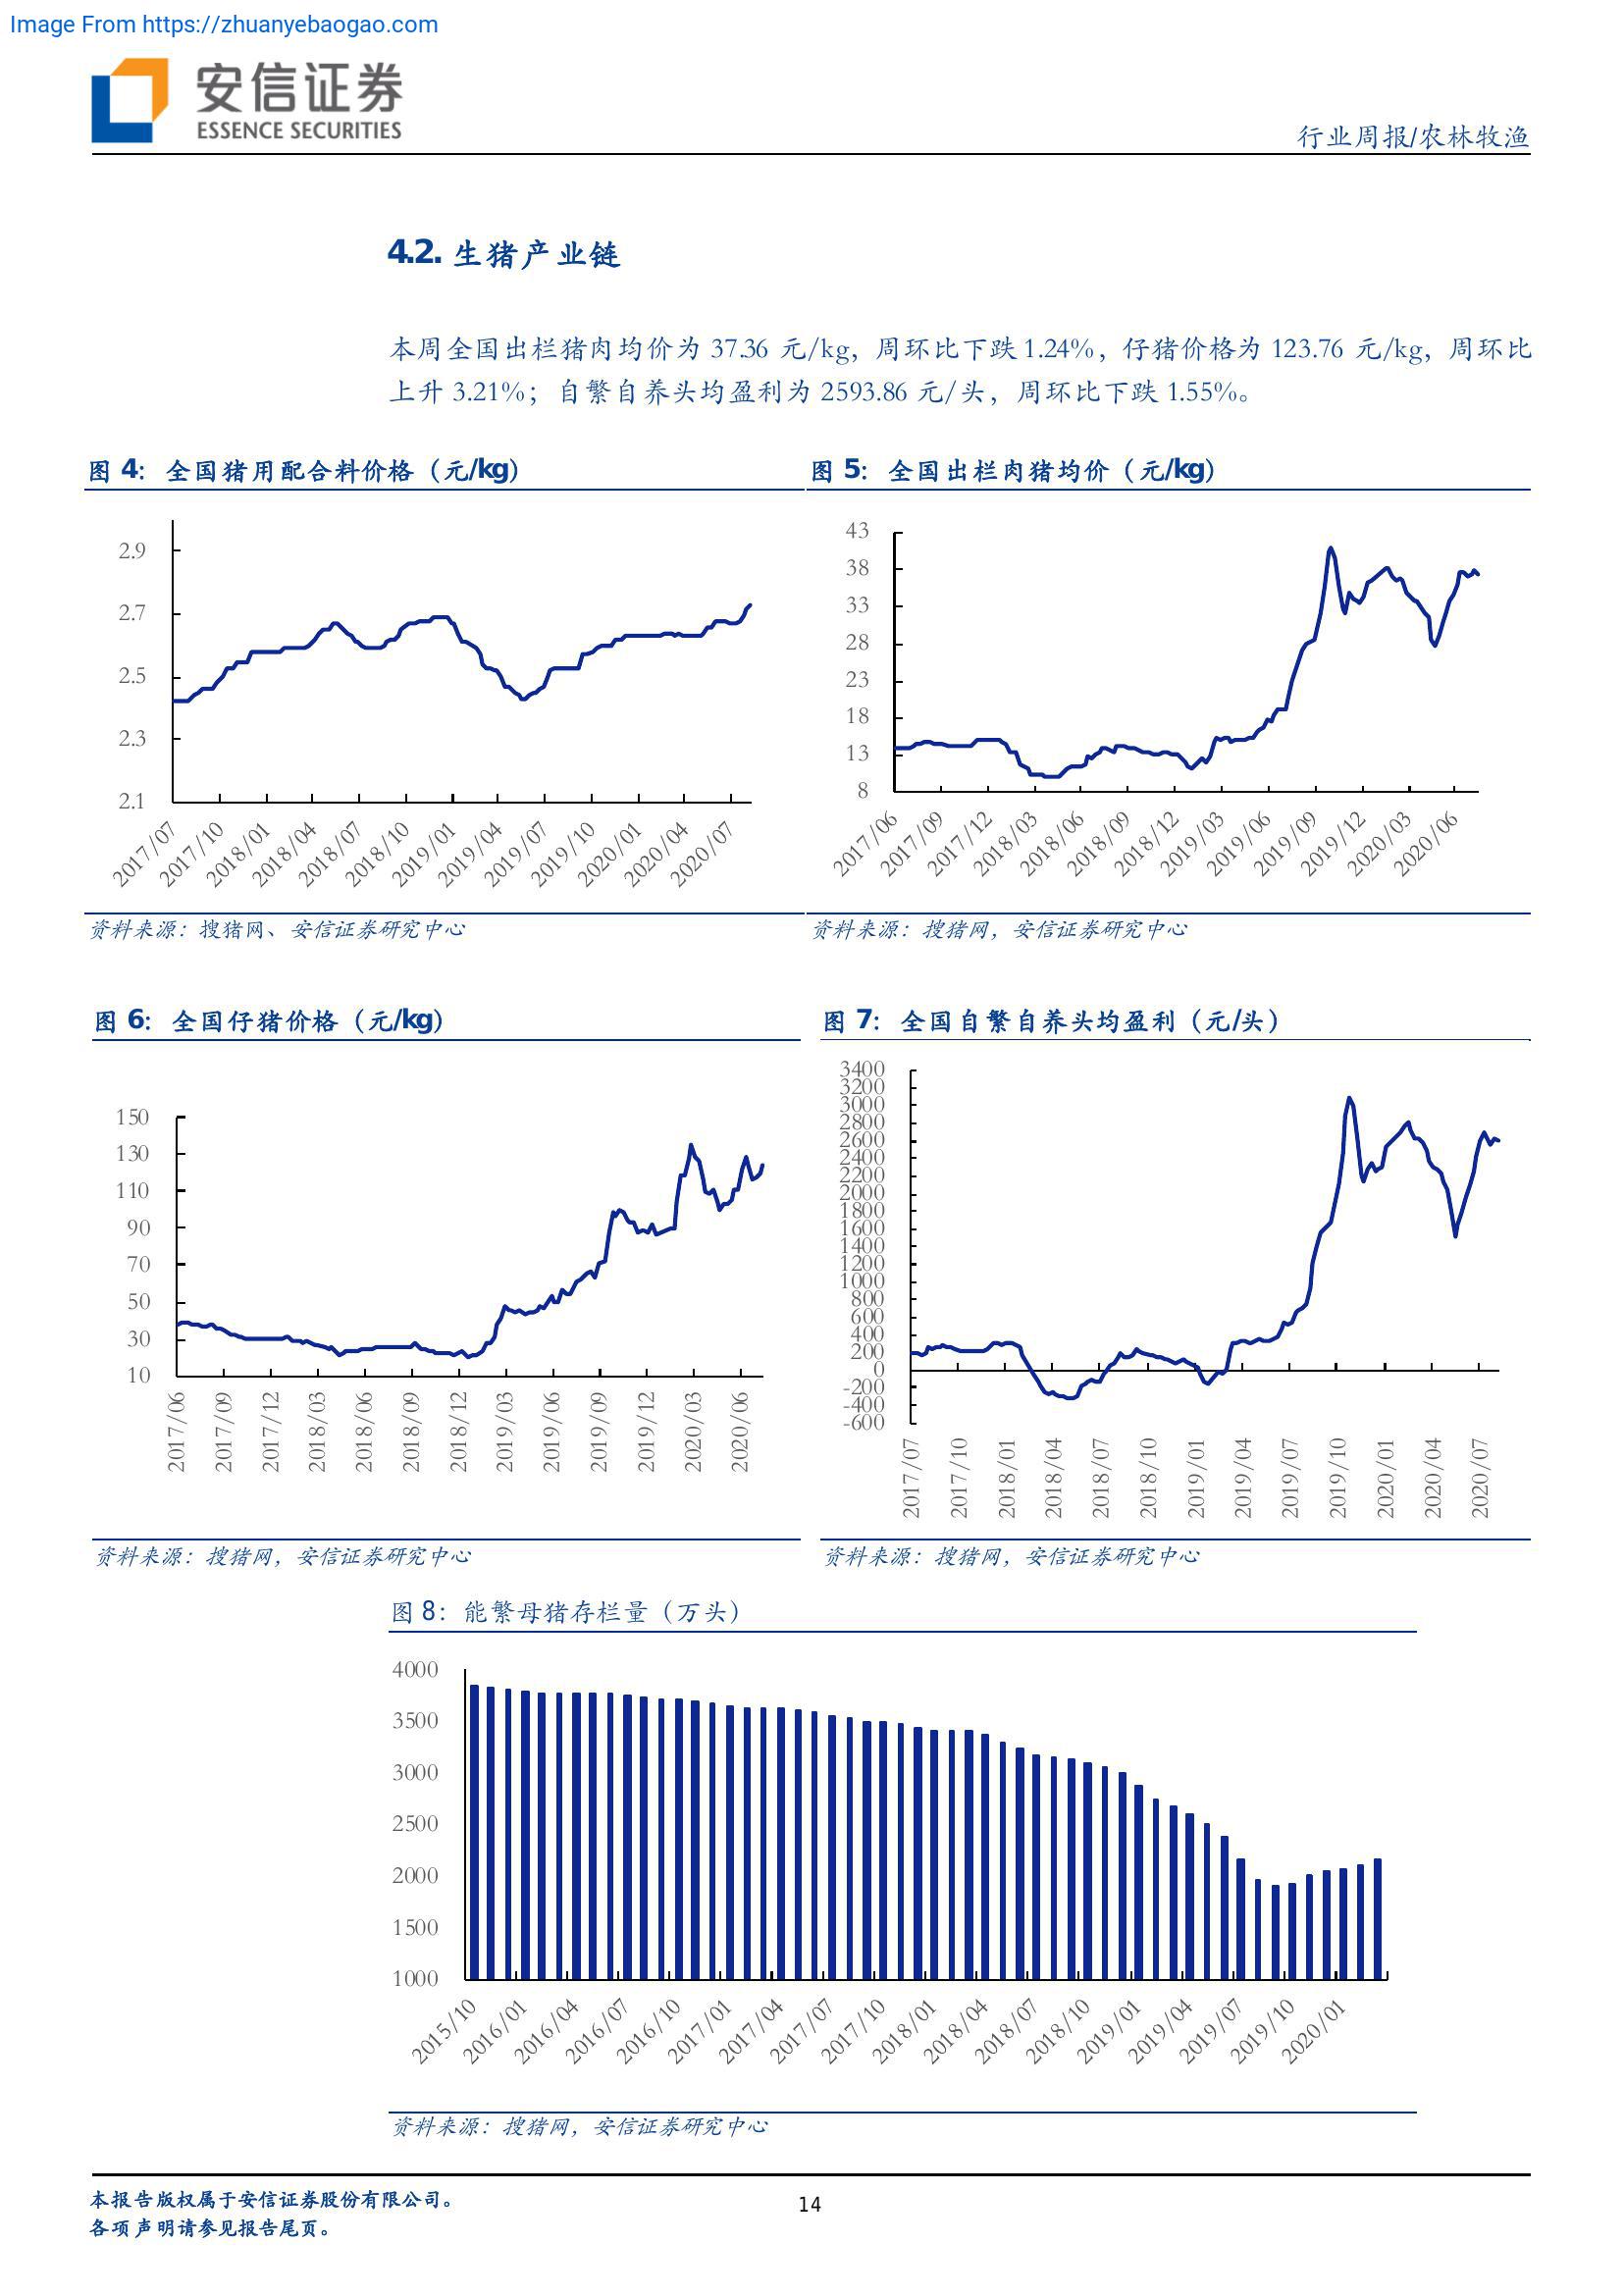 Image From https://zhuanyebaogao.com
安信证券
ESSENCE SECURITIES
行业周报/农林牧渔
4.2. 生猪产业链
本周全国出栏猪肉均价为 37.36 元/kg，周环比下跌 1.24%，仔猪价格为 123.76 元/kg，周环比
上升 3.21%；自繁自养头均盈利为 2593.86 元/头，周环比下跌 1.55%。
图 4：全国猪用配合料价格（元/kg）
2.9
2.7
2.5
2.3
2.1
2017/07 2017/10 2018/01 2018/04 2018/07 2018/10 2019/01 2019/04 2019/07 2019/10 2020/01 2020/04 2020/07
资料来源：搜猪网、安信证券研究中心
图 5：全国出栏肉猪均价（元/kg）
43
38
33
28
23
18
13
8
2017/06 2017/09 2017/12 2018/03 2018/06 2018/09 2018/12 2019/03 2019/06 2019/09 2019/12 2020/03 2020/06
资料来源：搜猪网，安信证券研究中心
图 6：全国仔猪价格（元/kg）
150
130
110
90
70
50
30
10
2017/06 2017/09 2017/12 2018/03 2018/06 2018/09 2018/12 2019/03 2019/06 2019/09 2019/12 2020/03 2020/06
资料来源：搜猪网，安信证券研究中心
图 7：全国自繁自养头均盈利（元/头）
3400
3200
3000
2800
2600
2400
2200
2000
1800
1600
1400
1200
1000
800
600
400
200
0
-200
-400
-600
2017/07 2017/10 2018/01 2018/04 2018/07 2018/10 2019/01 2019/04 2019/07 2019/10 2020/01 2020/04 2020/07
资料来源：搜猪网，安信证券研究中心
图 8：能繁母猪存栏量（万头）
4000
3500
3000
2500
2000
1500
1000
2015/10 2016/01 2016/04 2016/07 2016/10 2017/01 2017/04 2017/07 2017/10 2018/01 2018/04 2018/07 2018/10 2019/01 2019/04 2019/07 2019/10 2020/01
资料来源：搜猪网，安信证券研究中心
本报告版权属于安信证券股份有限公司。
各项声明请参见报告尾页。
14